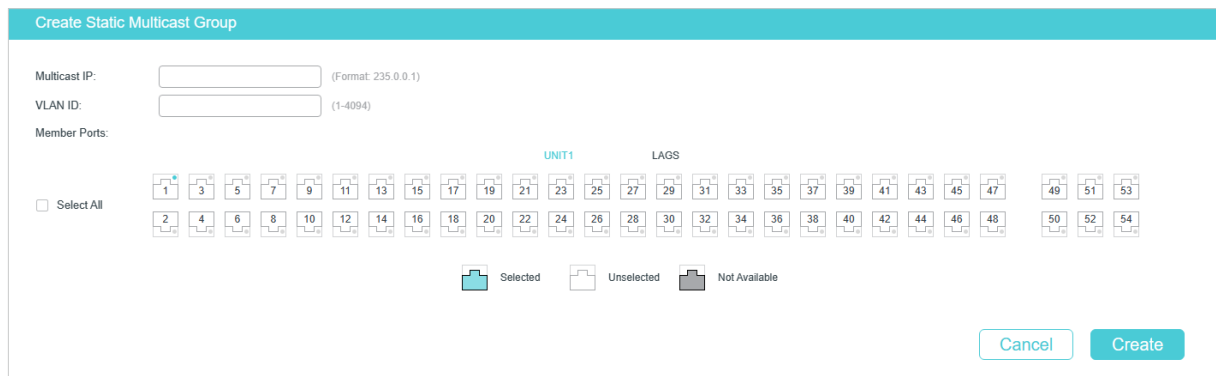 Create Static Multicast Group
Multicast IP: (Format: 235.0.0.1)
VLAN ID: (1-4094)
Member Ports:
UNIT1 LAGS
1 3 5 7 9 11 13 15 17 19 21 23 25 27 29 31 33 35 37 39 41 43 45 47 49 51 53
Select All
2 4 6 8 10 12 14 16 18 20 22 24 26 28 30 32 34 36 38 40 42 44 46 48 50 52 54
Selected Unselected Not Available
Cancel Create